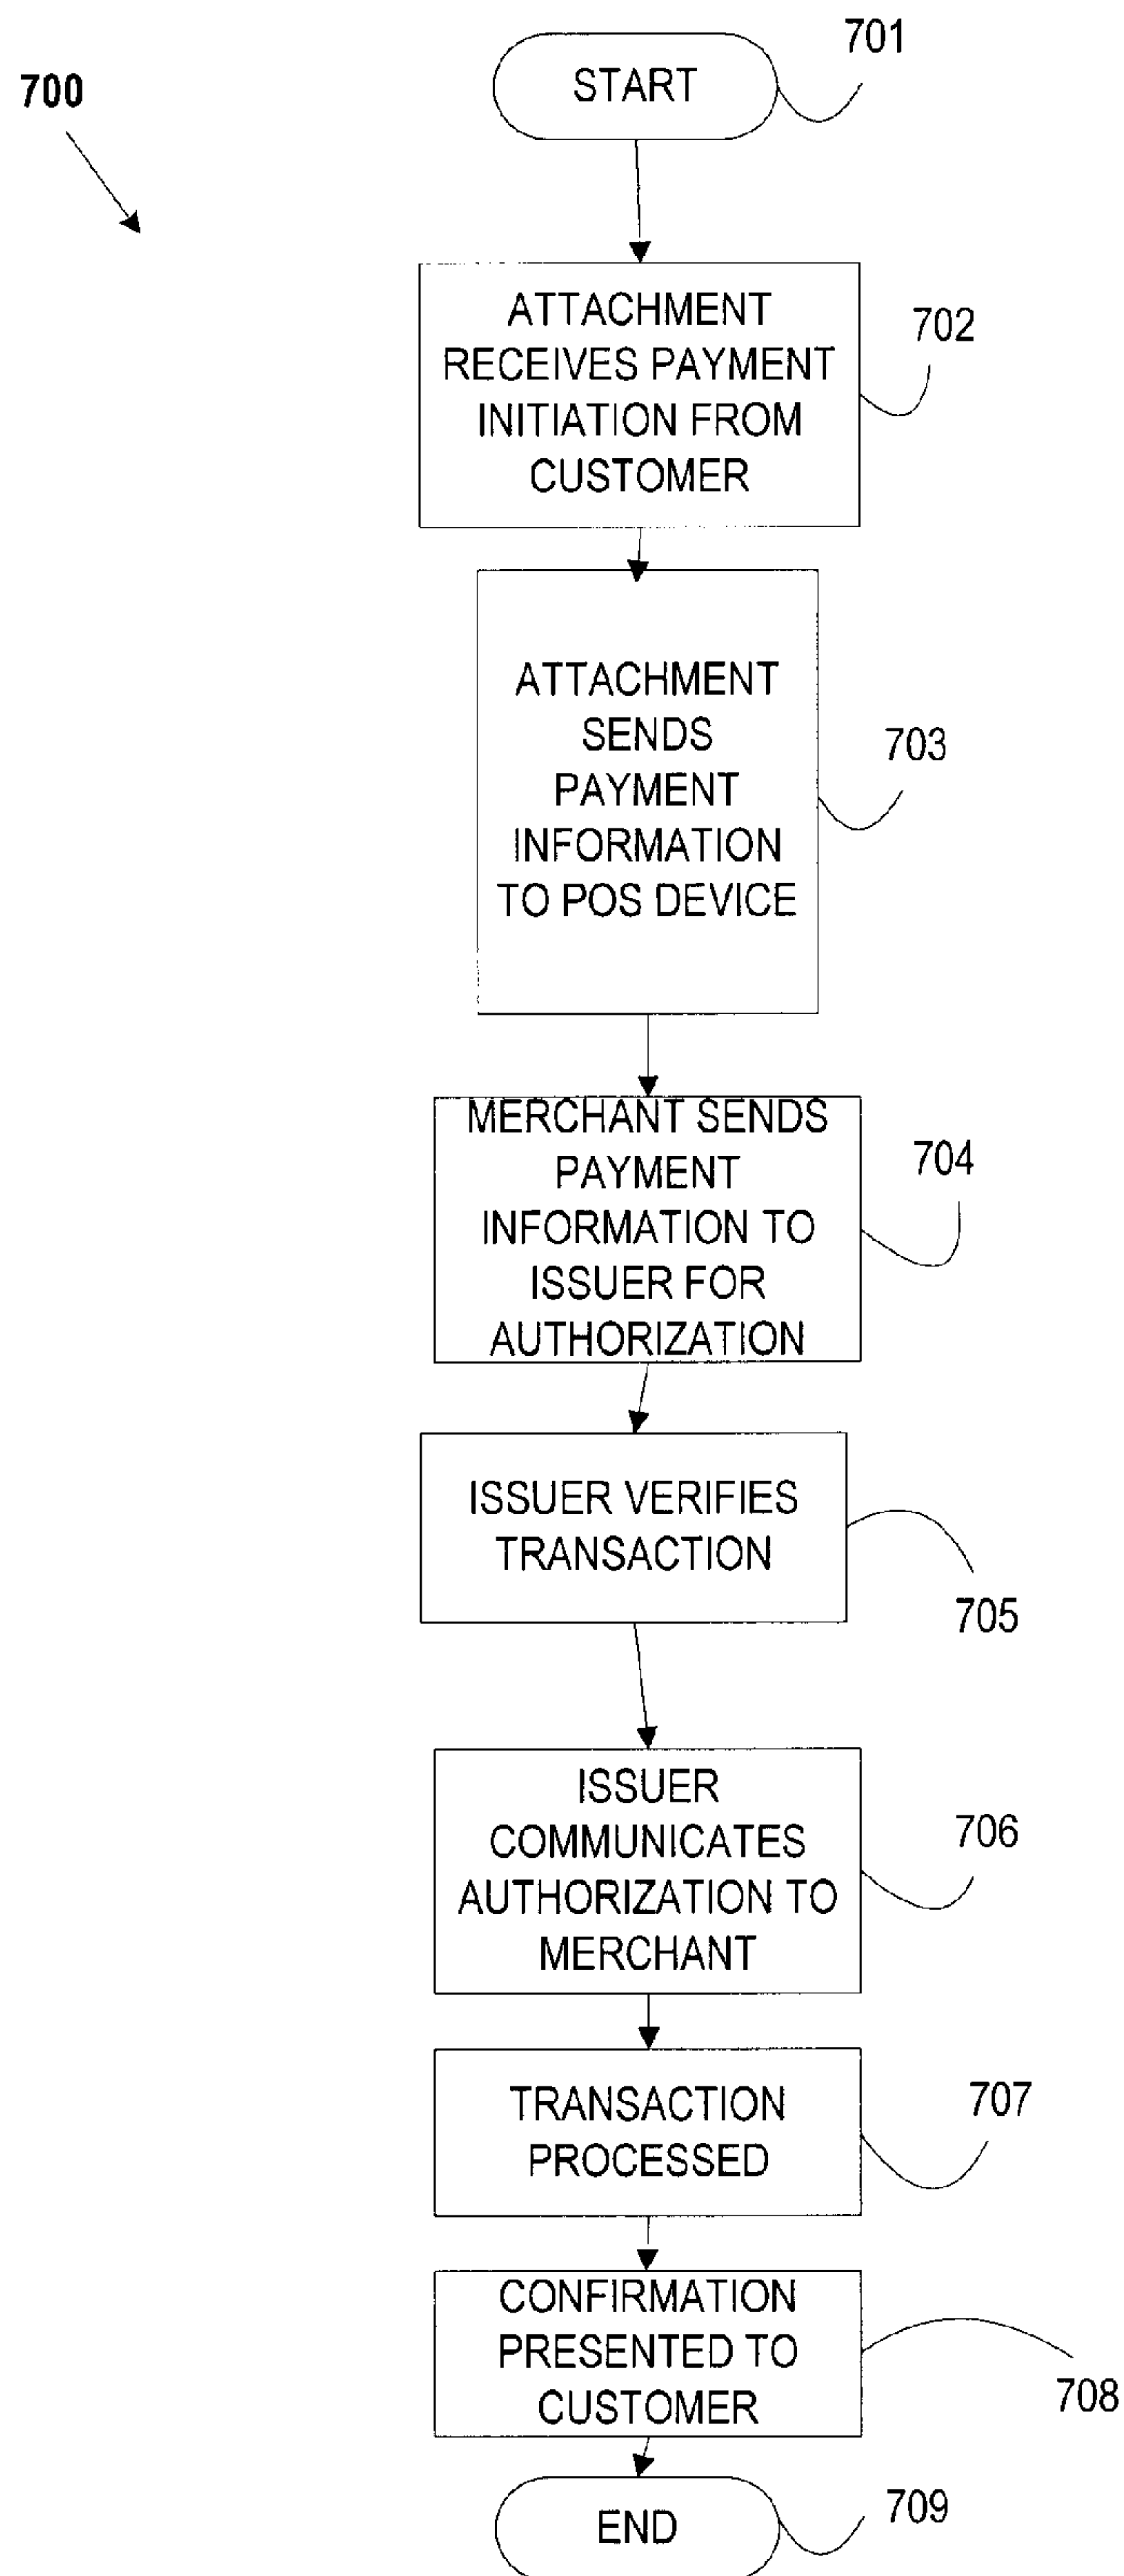 701
START
700
ATTACHMENT
RECEIVES PAYMENT
INITIATION FROM
CUSTOMER
702
ATTACHMENT
SENDS
PAYMENT
INFORMATION
TO POS DEVICE
703
MERCHANT SENDS
PAYMENT
INFORMATION TO
ISSUER FOR
AUTHORIZATION
704
ISSUER VERIFIES
TRANSACTION
705
ISSUER
COMMUNICATES
AUTHORIZATION TO
MERCHANT
706
TRANSACTION
PROCESSED
707
CONFIRMATION
PRESENTED TO
CUSTOMER
708
END
709